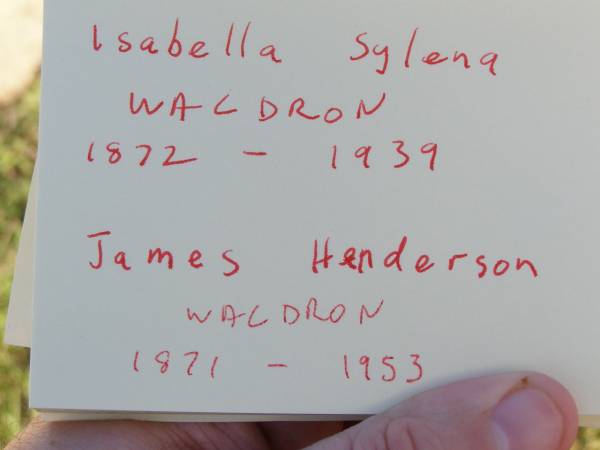 Isabella Sylena
WALDRON
1872 - 1939
James Henderson
WALDRON
1871 - 1953